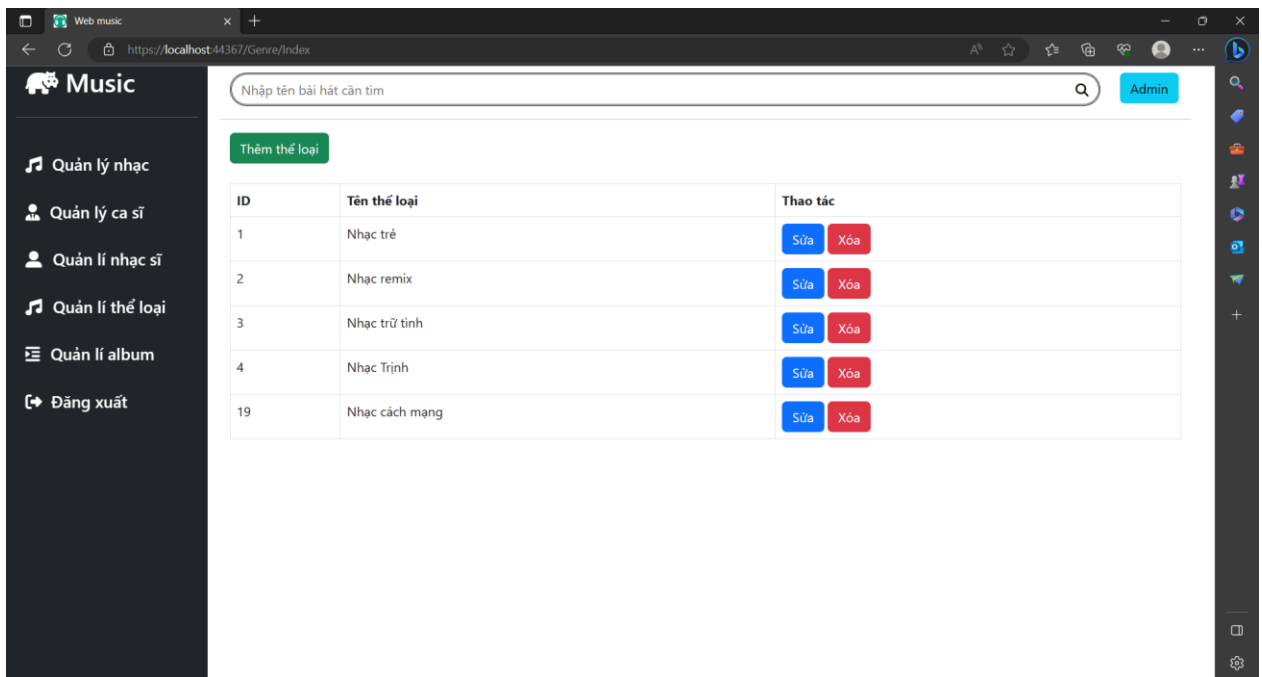 Web music
https://localhost:44367/Genre/Index
Music
Nhập tên bài hát cần tìm
Admin
Quản lý nhạc
Quản lý ca sĩ
Quản lí nhạc sĩ
Quản lí thể loại
Quản lí album
Đăng xuất
Thêm thể loại
ID Tên thể loại Thao tác
1 Nhạc trẻ Sửa Xóa
2 Nhạc remix Sửa Xóa
3 Nhạc trữ tình Sửa Xóa
4 Nhạc Trịnh Sửa Xóa
19 Nhạc cách mạng Sửa Xóa